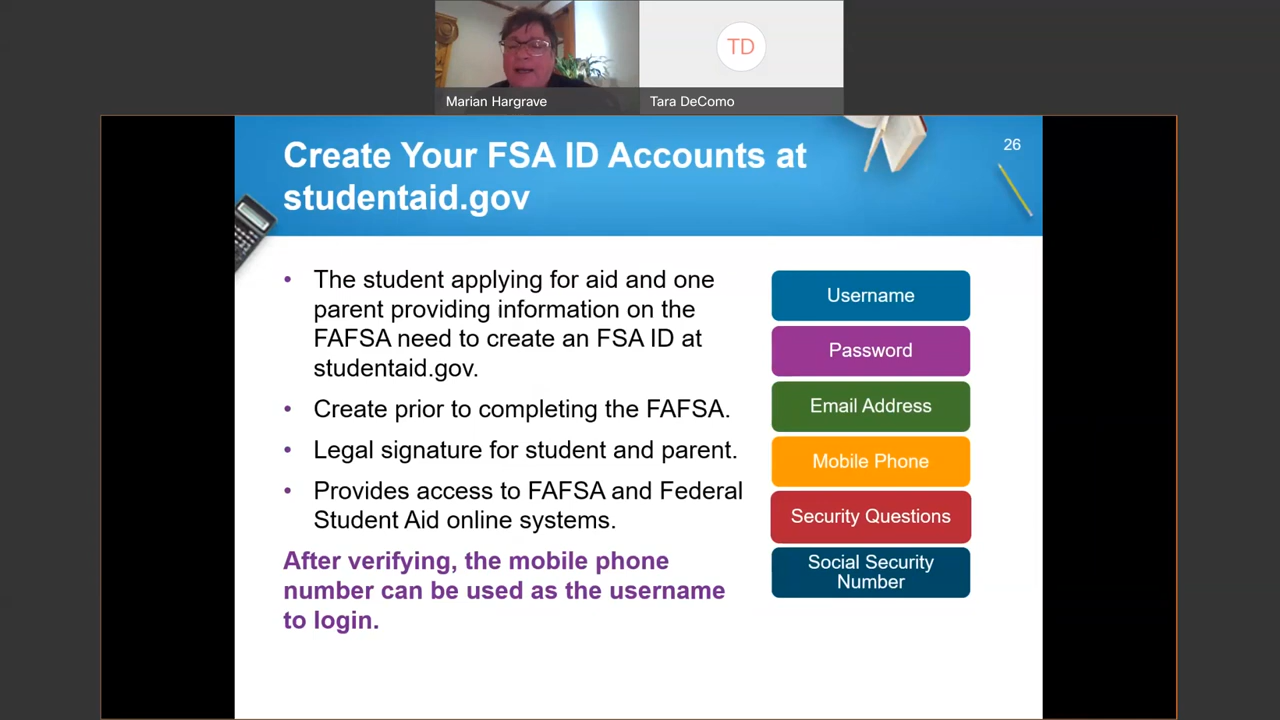 TD
Marian Hargrave
Tara DeComo
Create Your FSA ID Accounts at
studentaid.gov
26
• The student applying for aid and one
parent providing information on the
FAFSA need to create an FSA ID at
studentaid.gov.
• Create prior to completing the FAFSA.
• Legal signature for student and parent.
• Provides access to FAFSA and Federal
Student Aid online systems.
After verifying, the mobile phone
number can be used as the username
to login.
Username
Password
Email Address
Mobile Phone
Security Questions
Social Security
Number